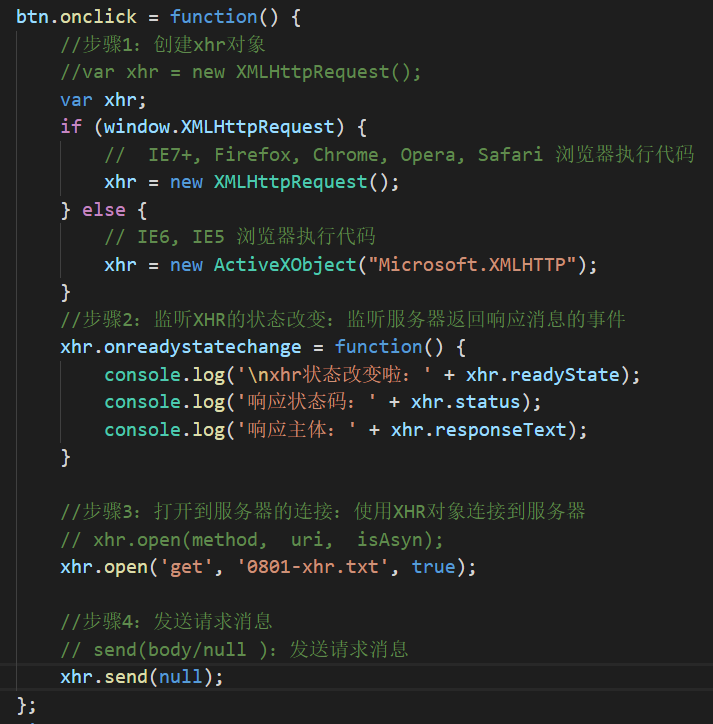 btn.onclick = function() {
    //步骤1：创建xhr对象
    //var xhr = new XMLHttpRequest();
    var xhr;
    if (window.XMLHttpRequest) {
        //  IE7+, Firefox, Chrome, Opera, Safari 浏览器执行代码
        xhr = new XMLHttpRequest();
    } else {
        // IE6, IE5 浏览器执行代码
        xhr = new ActiveXObject("Microsoft.XMLHTTP");
    }
    //步骤2：监听XHR的状态改变：监听服务器返回响应消息的事件
    xhr.onreadystatechange = function() {
        console.log('\nxhr状态改变啦：' + xhr.readyState);
        console.log('响应状态码：' + xhr.status);
        console.log('响应主体：' + xhr.responseText);
    }

    //步骤3：打开到服务器的连接：使用XHR对象连接到服务器
    // xhr.open(method,  uri,  isAsyn);
    xhr.open('get', '0801-xhr.txt', true);

    //步骤4：发送请求消息
    // send(body/null )：发送请求消息
    xhr.send(null);
};